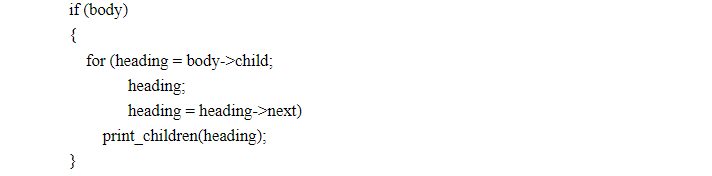 if (body)
{
for (heading = body->child;
heading;
heading = heading->next)
print_children(heading);
}